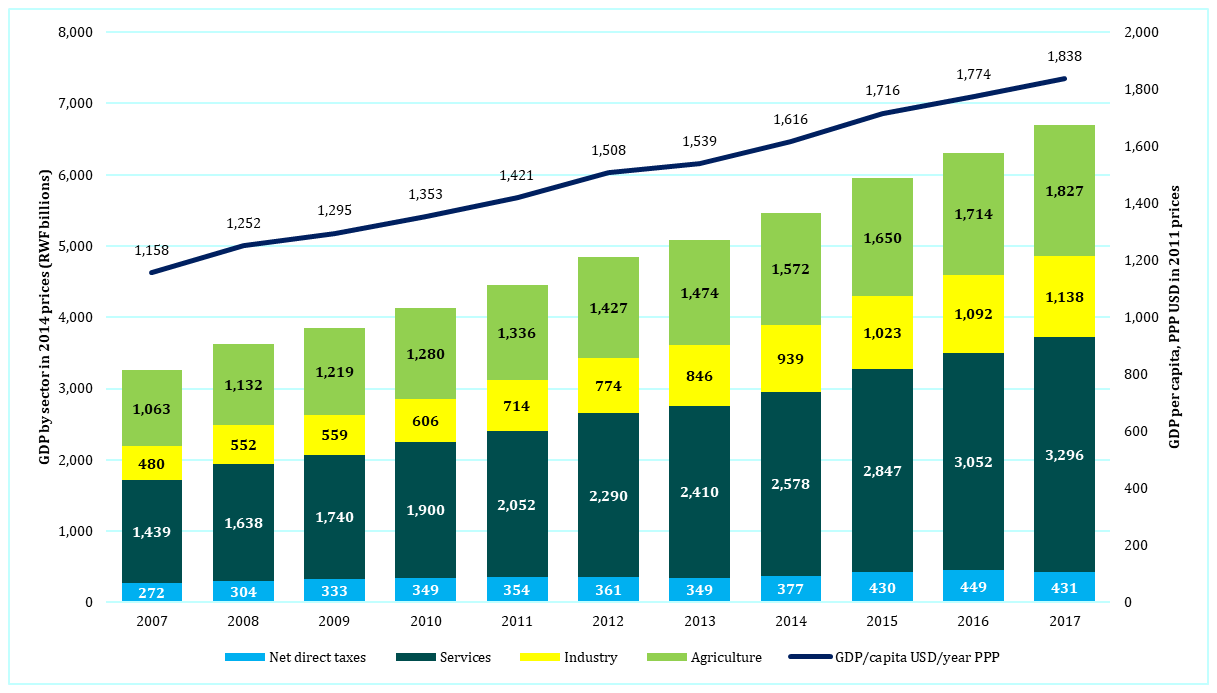 8,000
7,000
6,000
5,000
4,000
3,000
2,000
1,000
0
GDP by sector in 2014 prices (RWF billions)
2,000
1,800
1,600
1,400
1,200
1,000
800
600
400
200
0
GDP per capita, PPP USD in 2011 prices
1,158 1,252 1,295 1,353 1,421 1,508 1,539 1,616 1,716 1,774 1,838
1,063 1,132 1,219 1,280 1,336 1,427 1,474 1,572 1,650 1,714 1,827
480 552 559 606 714 774 846 939 1,023 1,092 1,138
1,439 1,638 1,740 1,900 2,052 2,290 2,410 2,578 2,847 3,052 3,296
272 304 333 349 354 361 349 377 430 449 431
2007 2008 2009 2010 2011 2012 2013 2014 2015 2016 2017
Net direct taxes Services Industry Agriculture GDP/capita USD/year PPP